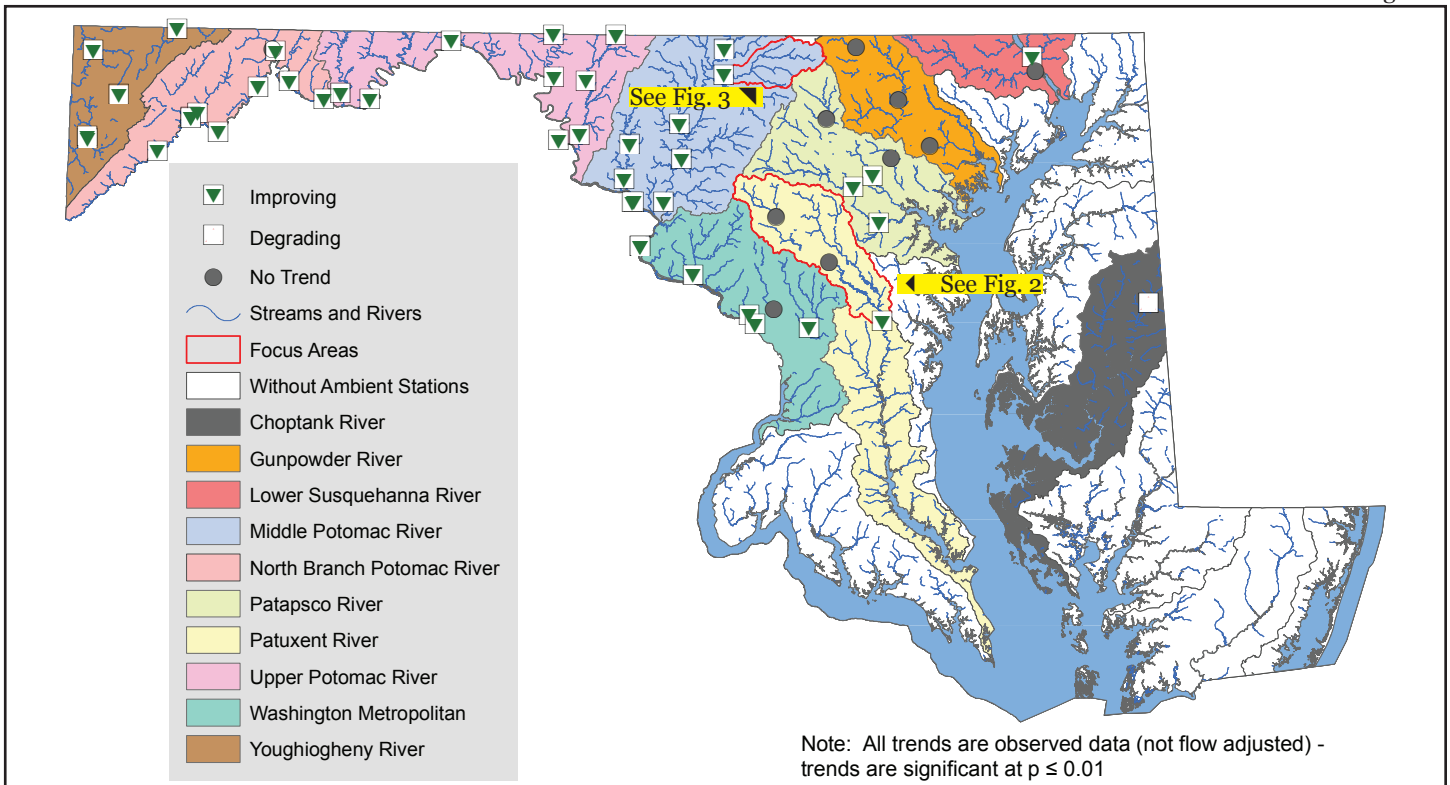 See Fig. 3
See Fig. 2
Improving
Degrading
No Trend
Streams and Rivers
Focus Areas
Without Ambient Stations
Choptank River
Gunpowder River
Lower Susquehanna River
Middle Potomac River
North Branch Potomac River
Patapsco River
Patuxent River
Upper Potomac River
Washington Metropolitan
Youghiogheny River
Note: All trends are observed data (not flow adjusted) -
trends are significant at p ≤ 0.01